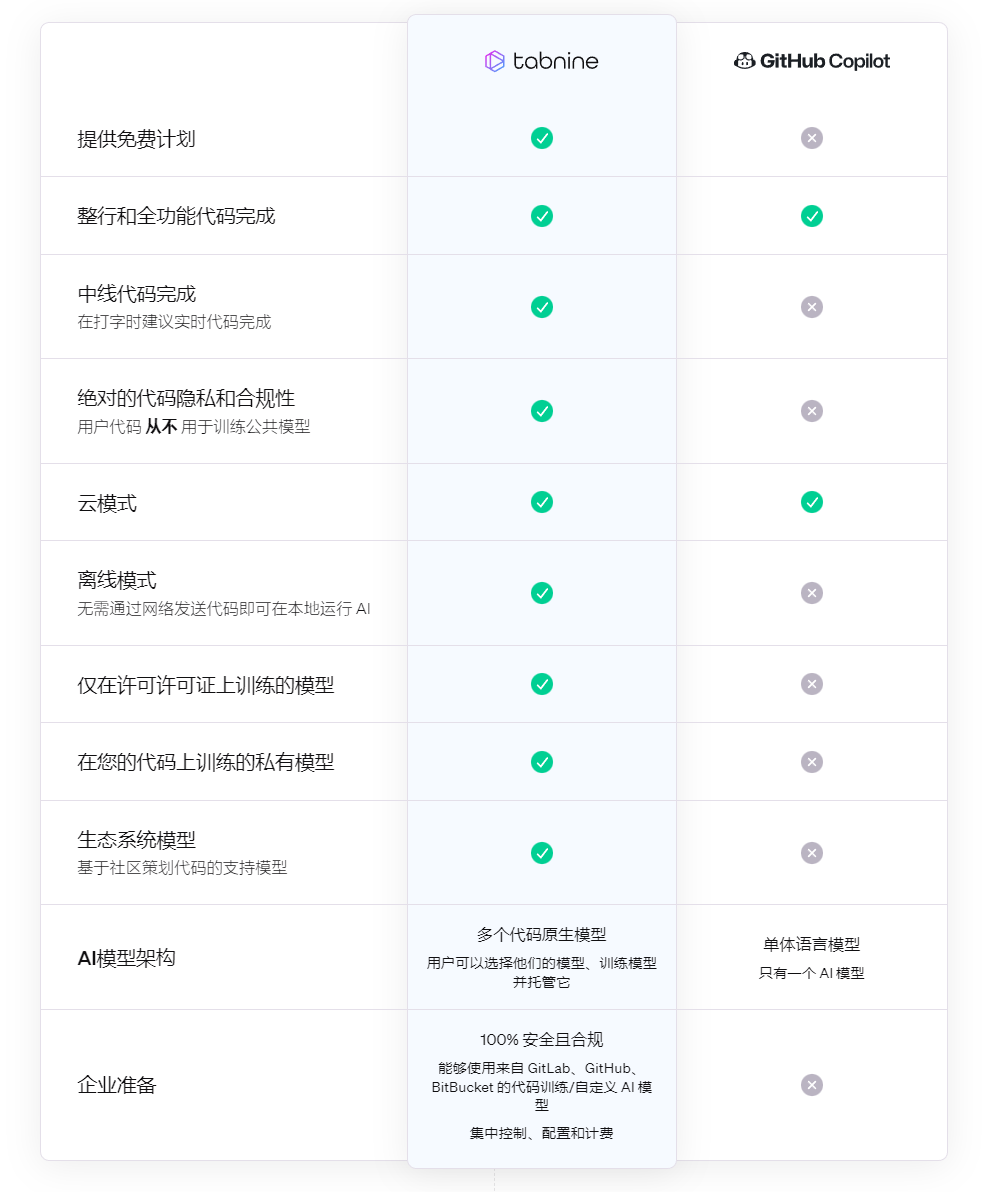 tabnine
GitHub Copilot
提供免费计划
整行和全功能代码完成
中线代码完成
在打字时建议实时代码完成
绝对的代码隐私和合规性
用户代码 从不 用于训练公共模型
云模式
离线模式
无需通过网络发送代码即可在本地运行 AI
仅在许可许可证上训练的模型
在您的代码上训练的私有模型
生态系统模型
基于社区策划代码的支持模型
AI模型架构
多个代码原生模型
用户可以选择他们的模型、训练模型
并托管它
单体语言模型
只有一个 AI 模型
企业准备
100% 安全且合规
能够使用来自 GitLab、GitHub、
BitBucket 的代码训练/自定义 AI 模
型
集中控制、配置和计费